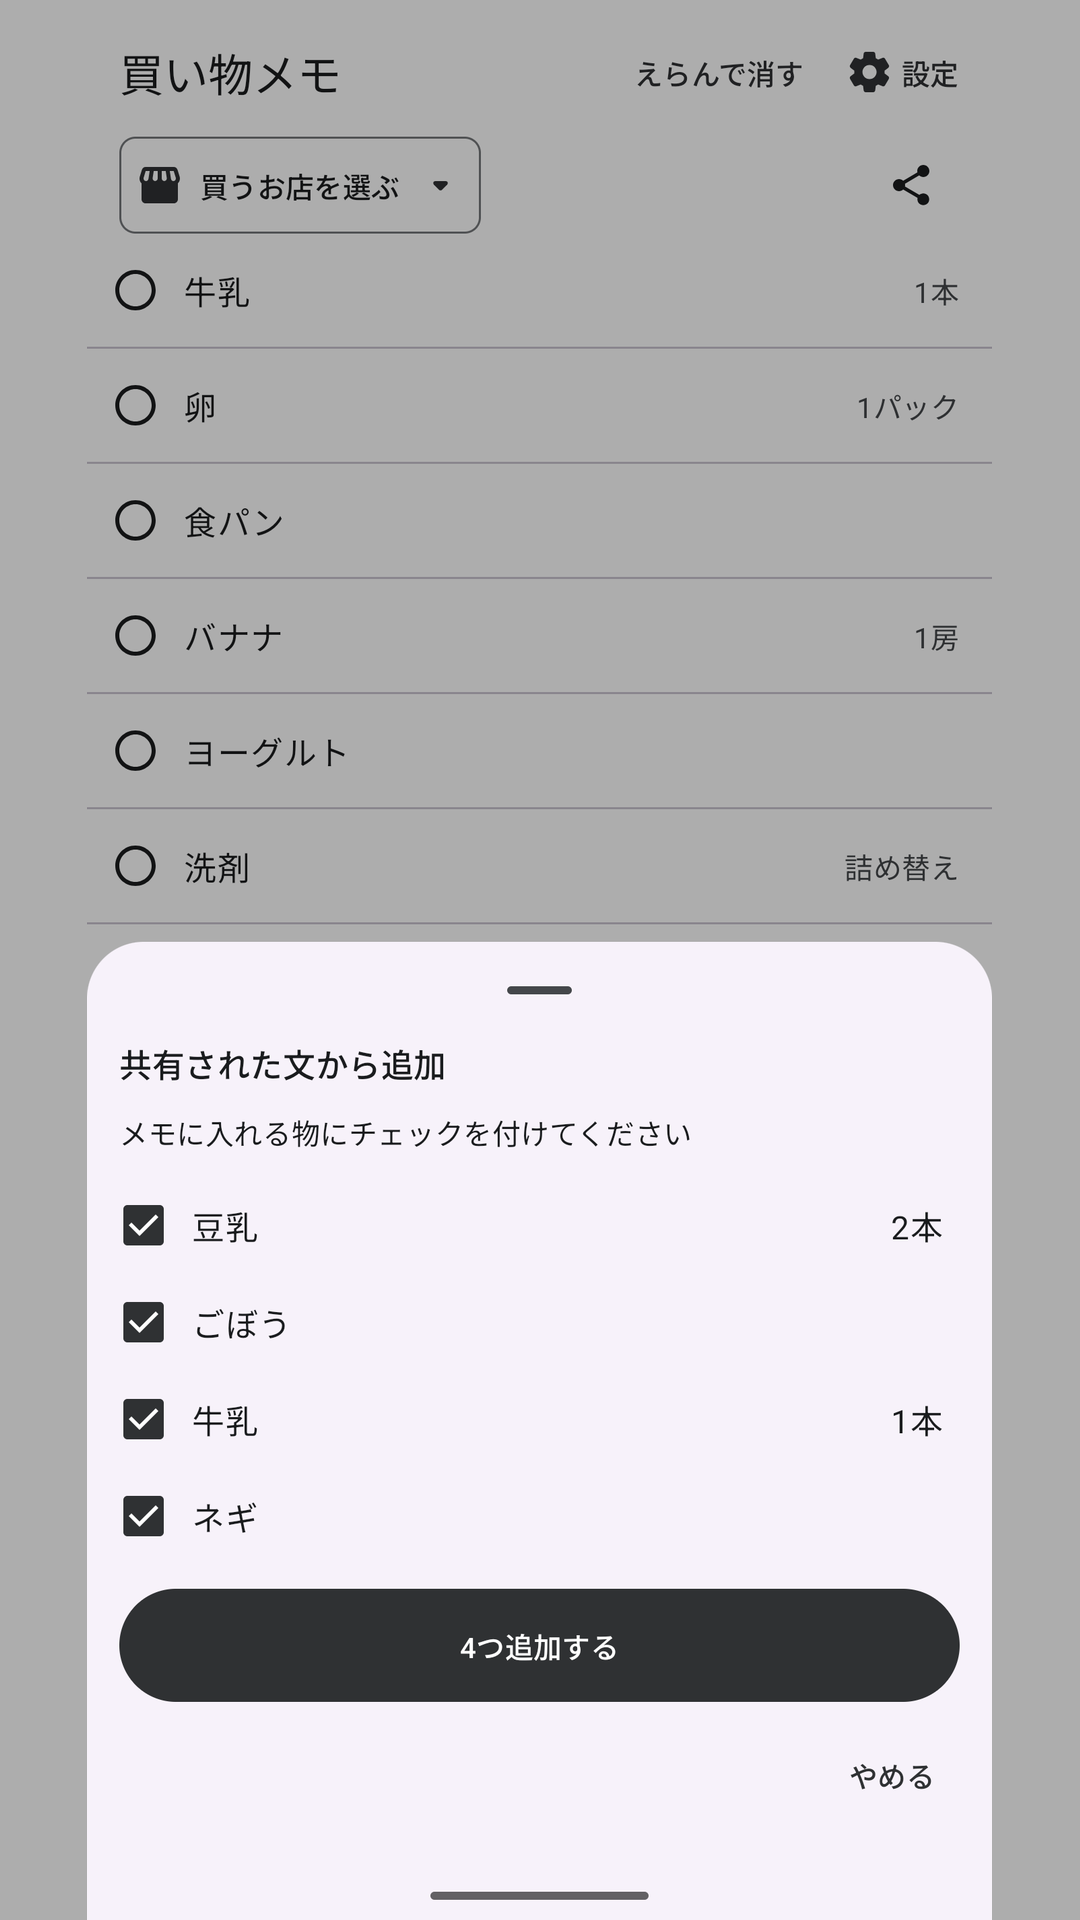 買い物メモ
えらんで消す 設定
買うお店を選ぶ
牛乳 1本
卵 1パック
食パン
バナナ 1房
ヨーグルト
洗剤 詰め替え
共有された文から追加
メモに入れる物にチェックを付けてください
豆乳 2本
ごぼう
牛乳 1本
ネギ
4つ追加する
やめる